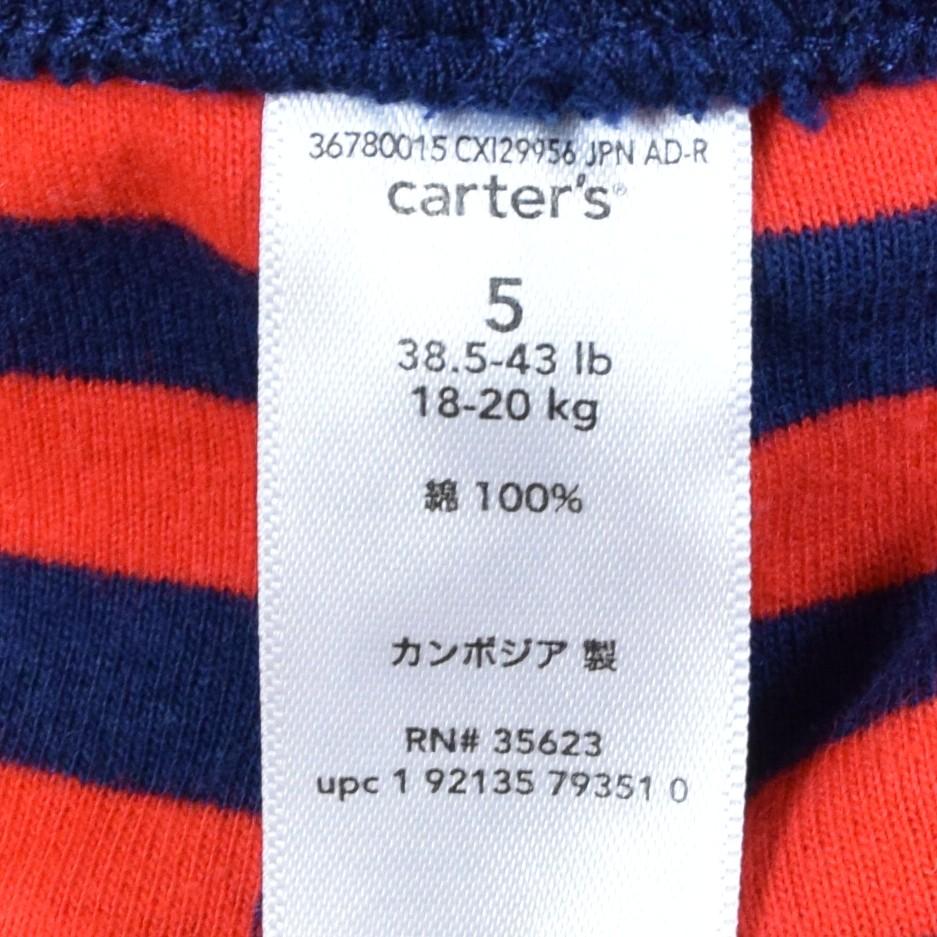 36780015 CXI29956 JPN AD-R
carter's®
5
38.5-43 lb
18-20 kg
綿 100%
カンボジア 製
RN# 35623
upc 1 92135 79351 0